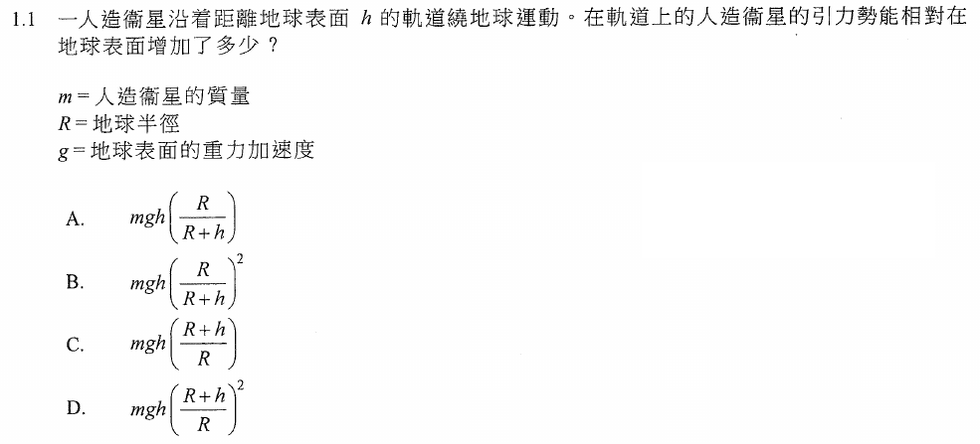 1.1 一人造衞星沿着距離地球表面 h 的軌道繞地球運動。在軌道上的人造衞星的引力勢能相對在
地球表面增加了多少？
m = 人造衞星的質量
R = 地球半徑
g = 地球表面的重力加速度
A. mgh(R/(R+h))
B. mgh(R/(R+h))²
C. mgh((R+h)/R)
D. mgh((R+h)/R)²